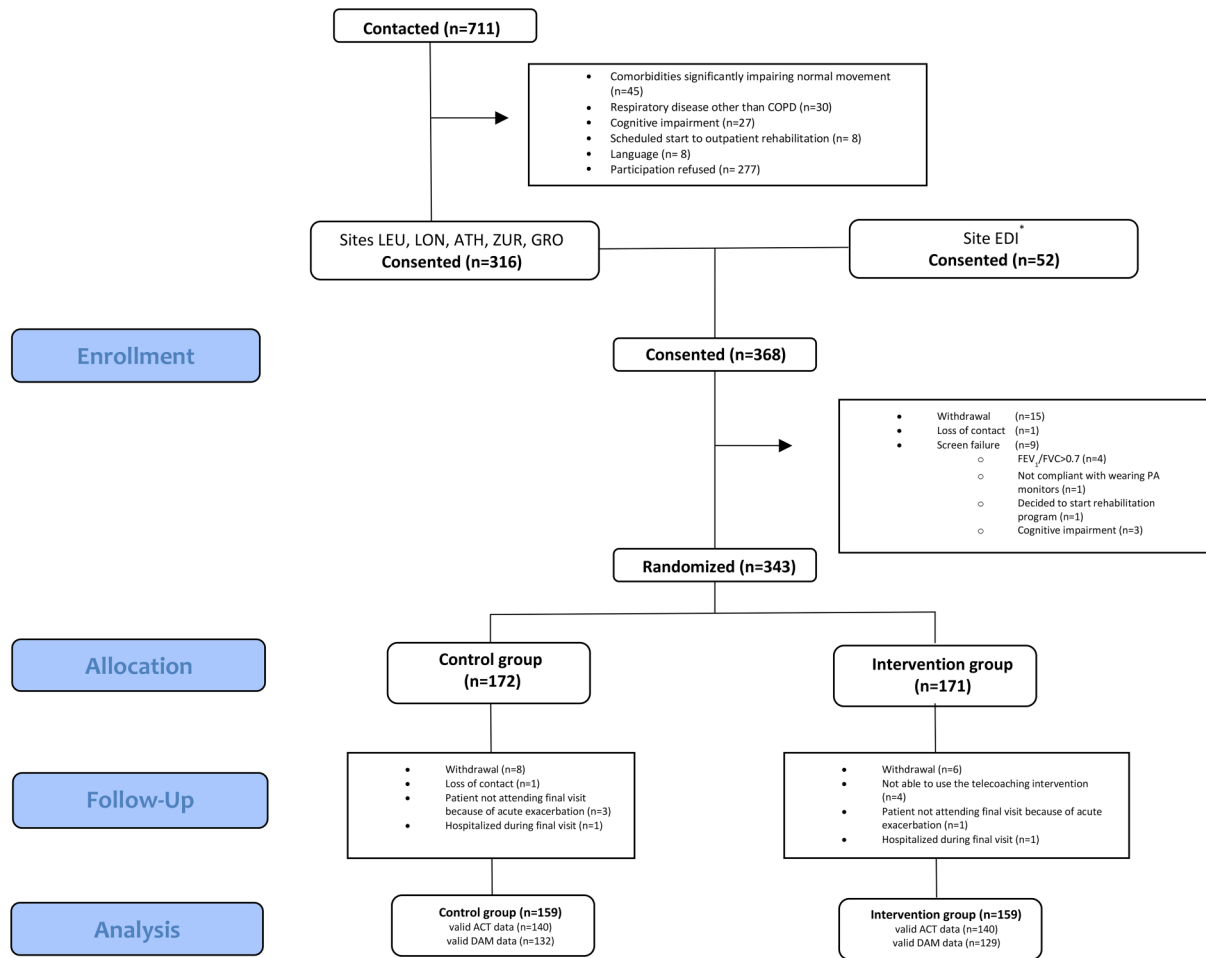 Contacted (n=711)
• Comorbidities significantly impairing normal movement
(n=45)
• Respiratory disease other than COPD (n=30)
• Cognitive impairment (n=27)
• Scheduled start to outpatient rehabilitation (n= 8)
• Language (n= 8)
• Participation refused (n= 277)
Sites LEU, LON, ATH, ZUR, GRO
Consented (n=316)
Site EDI*
Consented (n=52)
Enrollment
Consented (n=368)
• Withdrawal (n=15)
• Loss of contact (n=1)
• Screen failure (n=9)
o FEV1/FVC>0.7 (n=4)
o Not compliant with wearing PA
monitors (n=1)
o Decided to start rehabilitation
program (n=1)
o Cognitive impairment (n=3)
Randomized (n=343)
Allocation
Control group
(n=172)
Intervention group
(n=171)
Follow-Up
• Withdrawal (n=8)
• Loss of contact (n=1)
• Patient not attending final visit
because of acute exacerbation (n=3)
• Hospitalized during final visit (n=1)
• Withdrawal (n=6)
• Not able to use the telecoaching intervention
(n=4)
• Patient not attending final visit because of acute
exacerbation (n=1)
• Hospitalized during final visit (n=1)
Analysis
Control group (n=159)
valid ACT data (n=140)
valid DAM data (n=132)
Intervention group (n=159)
valid ACT data (n=140)
valid DAM data (n=129)